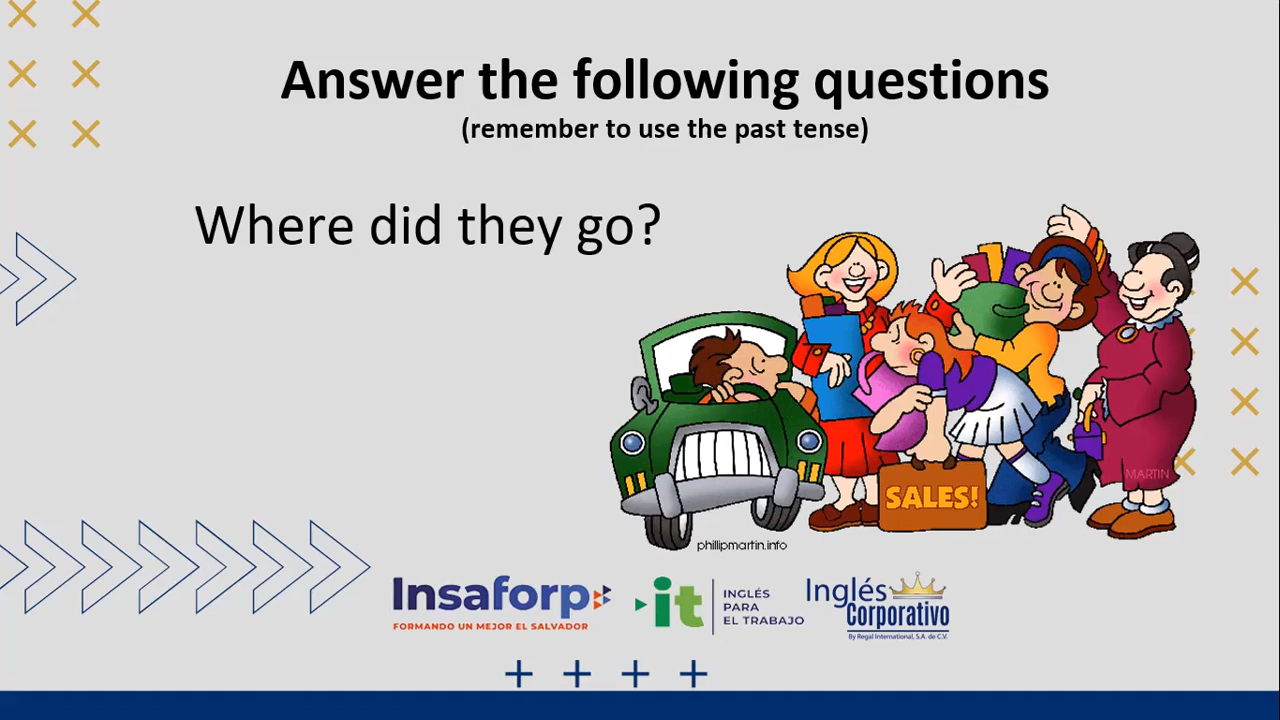 Answer the following questions
(remember to use the past tense)
Where did they go?
MARTIN
SALES!
phillipmartin.info
Insaforp
FORMANDO UN MEJOR EL SALVADOR
it
INGLÉS
PARA
EL TRABAJO
Inglés
Corporativo
By Regal International, S.A. de C.V.